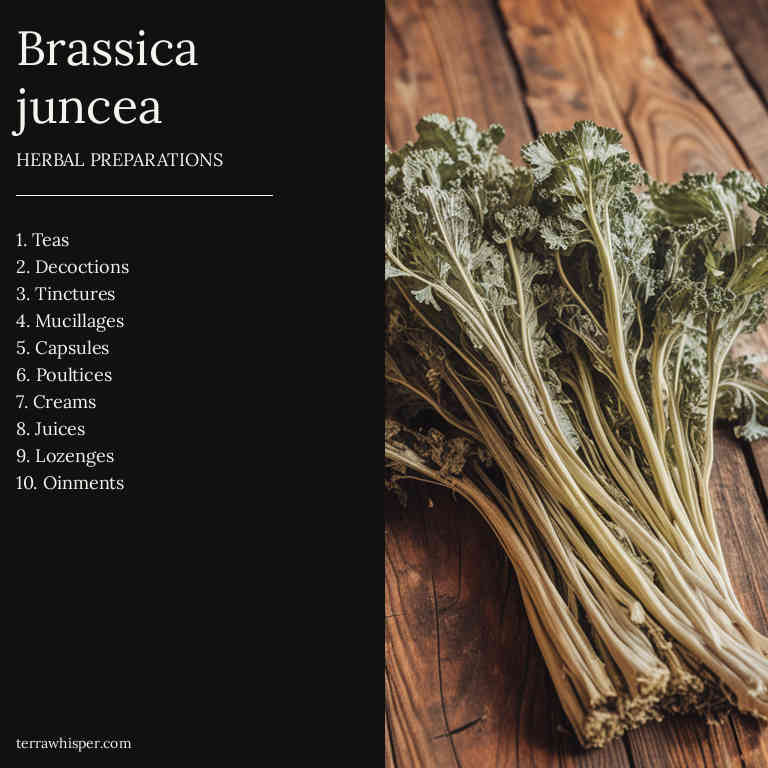 Brassica
juncea
HERBAL PREPARATIONS
1. Teas
2. Decoctions
3. Tinctures
4. Mucillages
5. Capsules
6. Poultices
7. Creams
8. Juices
9. Lozenges
10. Oinments
terrawhisper.com